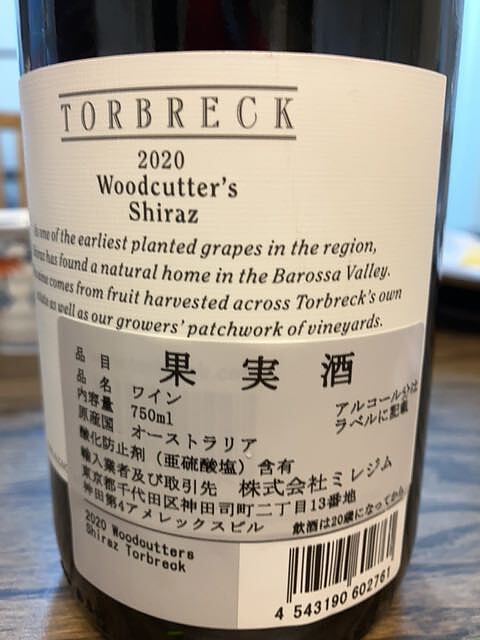 TORBRECK
2020
Woodcutter's
Shiraz
one of the earliest planted grapes in the region,
has found a natural home in the Barossa Valley.
comes from fruit harvested across Torbreck's own
as well as our growers' patchwork of vineyards.
品目 果実酒
品名 ワイン
内容量 750ml
アルコール分は
ラベルに記載
原産国 オーストラリア
酸化防止剤（亜硫酸塩）含有
輸入業者及び取引先 株式会社ミレジム
東京都千代田区神田司町二丁目13番地
神田第4アメレックスビル 飲酒は20歳になってから
2020 Woodcutters
Shiraz Torbreck
4 543190 602761